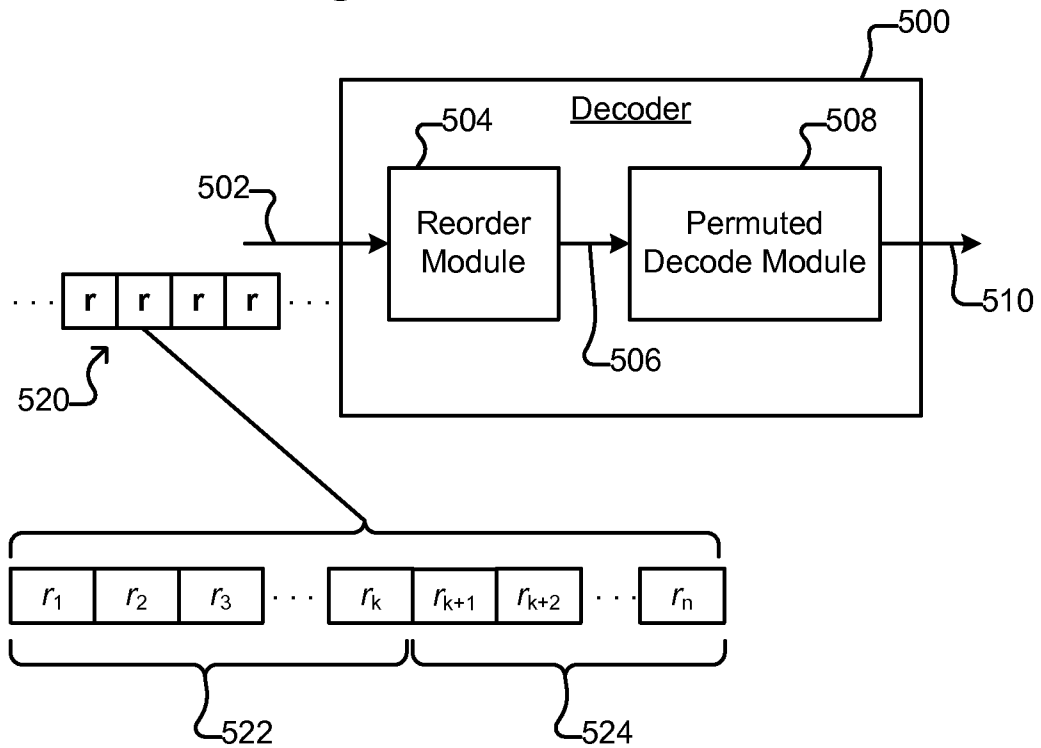 500
Decoder
504
508
502
Reorder
Module
Permuted
Decode Module
510
506
· · · r r r r · · ·
520
r1 r2 r3 · · · rk rk+1 rk+2 · · · rn
522
524